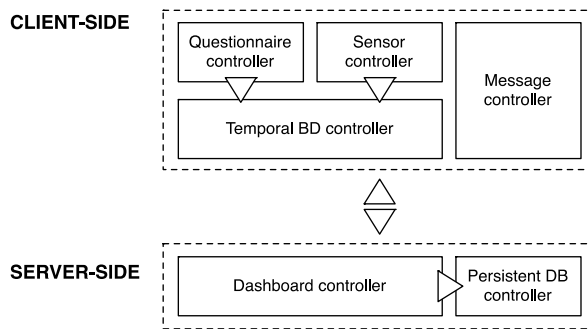 CLIENT-SIDE
Questionnaire
controller
Sensor
controller
Message
controller
Temporal BD controller
SERVER-SIDE
Dashboard controller
Persistent DB
controller